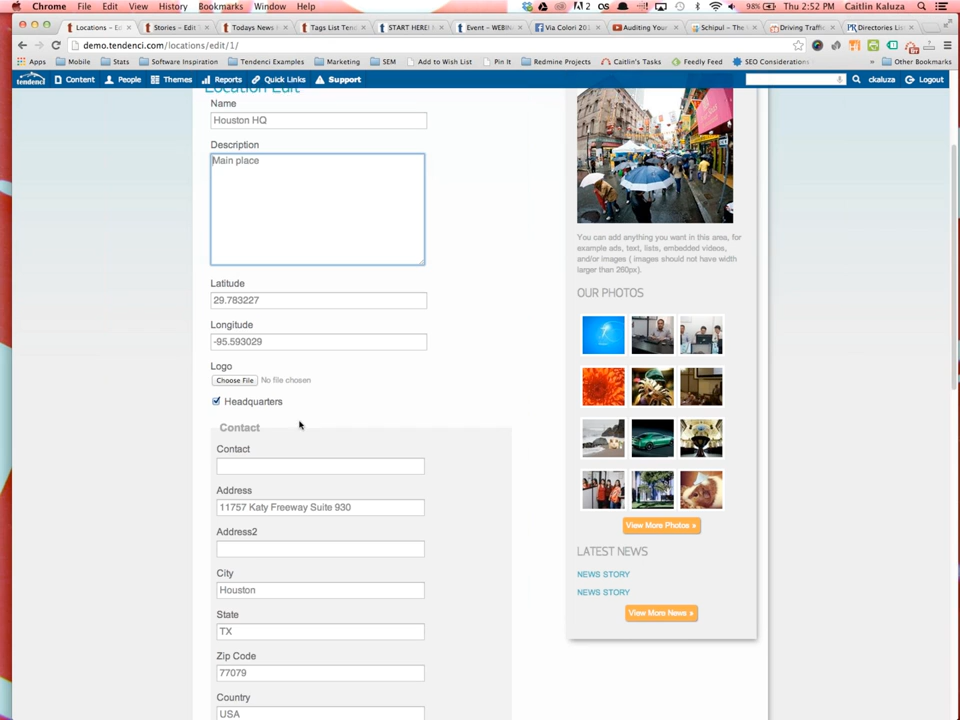 Chrome File Edit View History Bookmarks Window Help
2 98% Thu 2:52 PM Caitlin Kaluza
Locations – Ed
Stories – Edit
Todays News
Tags List Tend
START HERE!
Event – WEBIN
Via Colori 201
Auditing Your
Schipul – The
Driving Traffic
Directories Lis
demo.tendenci.com/locations/edit/1/
Apps Mobile Stats Software Inspiration Tendenci Examples Marketing SEM Add to Wish List Pin It Redmine Projects Caitlin's Tasks Feedly Feed SEO Considerations » Other Bookmarks
tendenci Content People Themes Reports Quick Links Support ckaluza Logout
Location Edit
Name
Houston HQ
Description
Main place
Latitude
29.783227
Longitude
-95.593029
Logo
Choose File No file chosen
Headquarters
Contact
Contact
Address
11757 Katy Freeway Suite 930
Address2
City
Houston
State
TX
Zip Code
77079
Country
USA
You can add anything you want in this area, for
example ads, text, lists, embedded videos,
and/or images ( images should not have width
larger than 260px).
OUR PHOTOS
View More Photos »
LATEST NEWS
NEWS STORY
NEWS STORY
View More News »